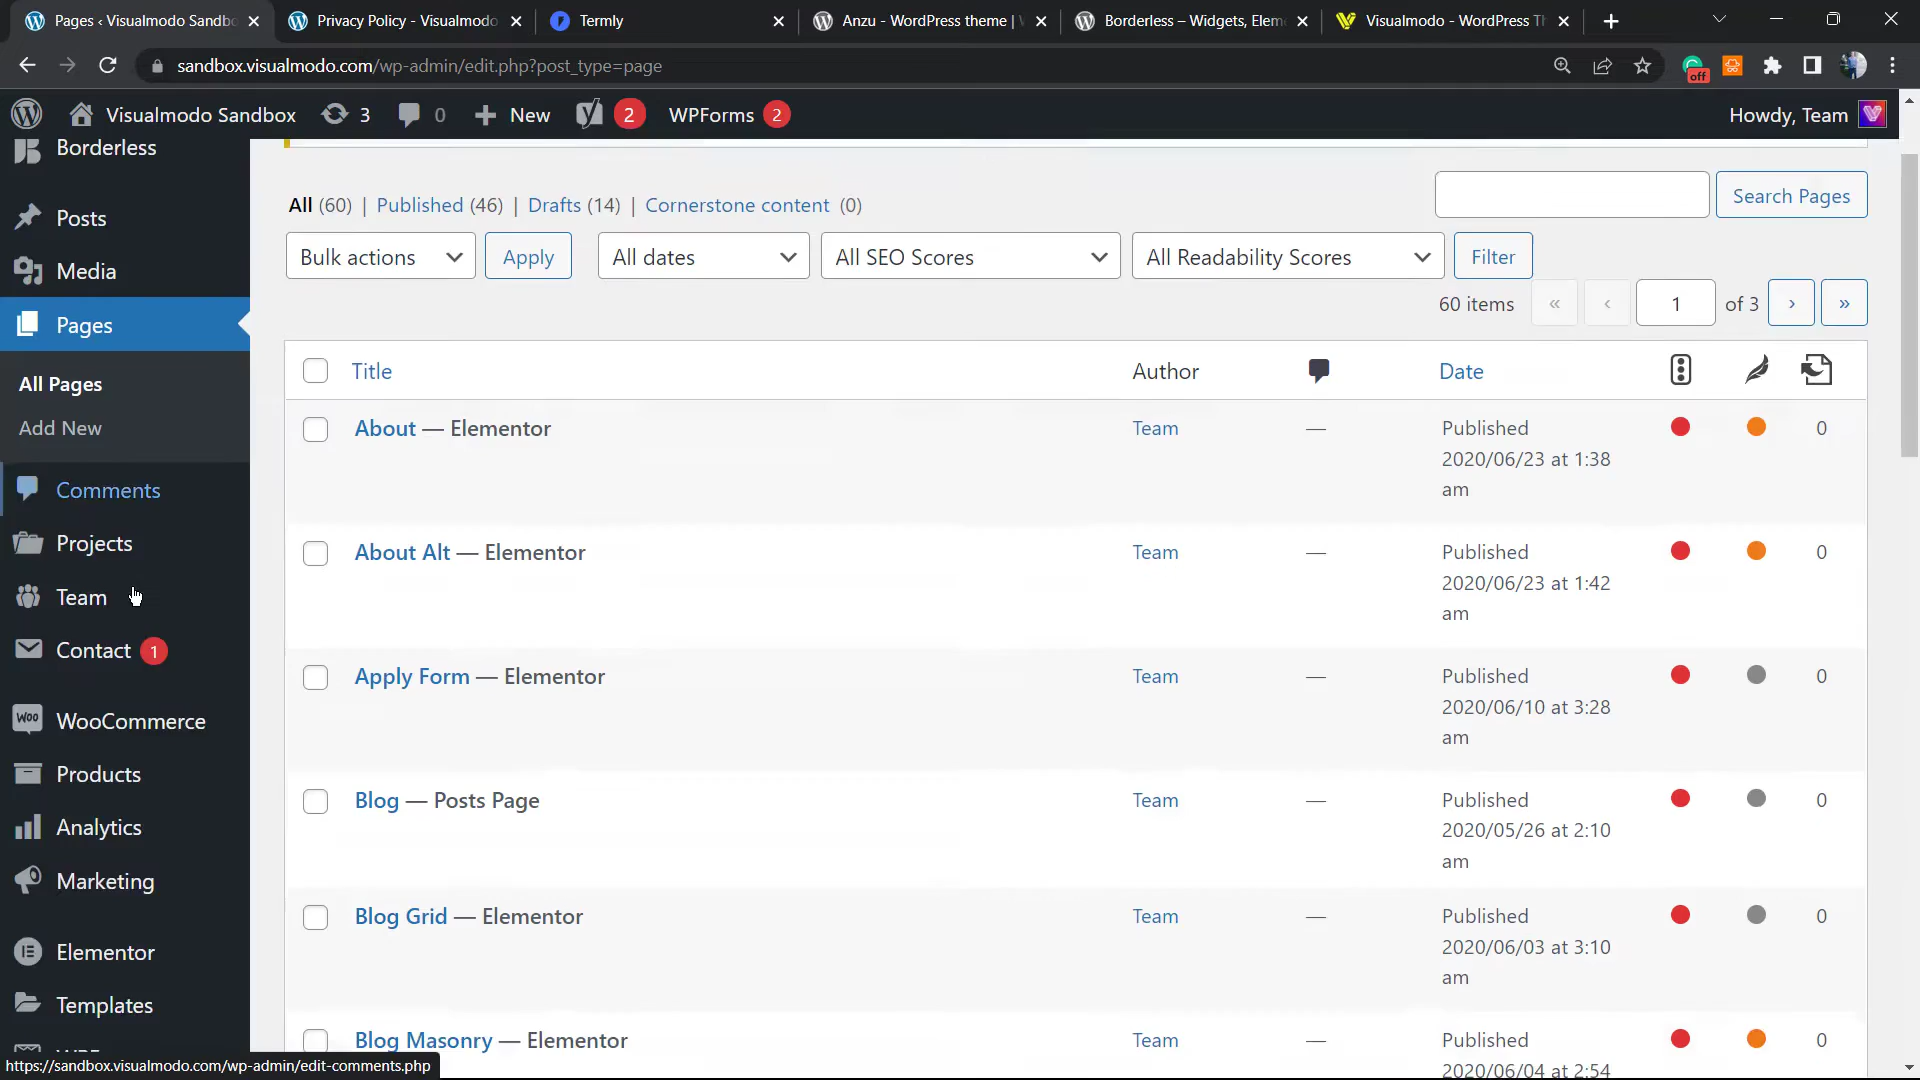 Pages ‹ Visualmodo Sandbo
Privacy Policy - Visualmodo
Termly
Anzu - WordPress theme |
Borderless – Widgets, Elem
Visualmodo - WordPress Th
sandbox.visualmodo.com/wp-admin/edit.php?post_type=page
off
Visualmodo Sandbox
3
0
New
2
WPForms 2
Howdy, Team
Borderless
Posts
Media
Pages
All Pages
Add New
Comments
Projects
Team
Contact 1
WooCommerce
Products
Analytics
Marketing
Elementor
Templates
https://sandbox.visualmodo.com/wp-admin/edit-comments.php
All (60) | Published (46) | Drafts (14) | Cornerstone content (0)
Search Pages
Bulk actions
Apply
All dates
All SEO Scores
All Readability Scores
Filter
60 items « ‹ 1 of 3 › »
Title Author Date
About — Elementor Team — Published 0
2020/06/23 at 1:38
am
About Alt — Elementor Team — Published 0
2020/06/23 at 1:42
am
Apply Form — Elementor Team — Published 0
2020/06/10 at 3:28
am
Blog — Posts Page Team — Published 0
2020/05/26 at 2:10
am
Blog Grid — Elementor Team — Published 0
2020/06/03 at 3:10
am
Blog Masonry — Elementor Team — Published 0
2020/06/04 at 2:54